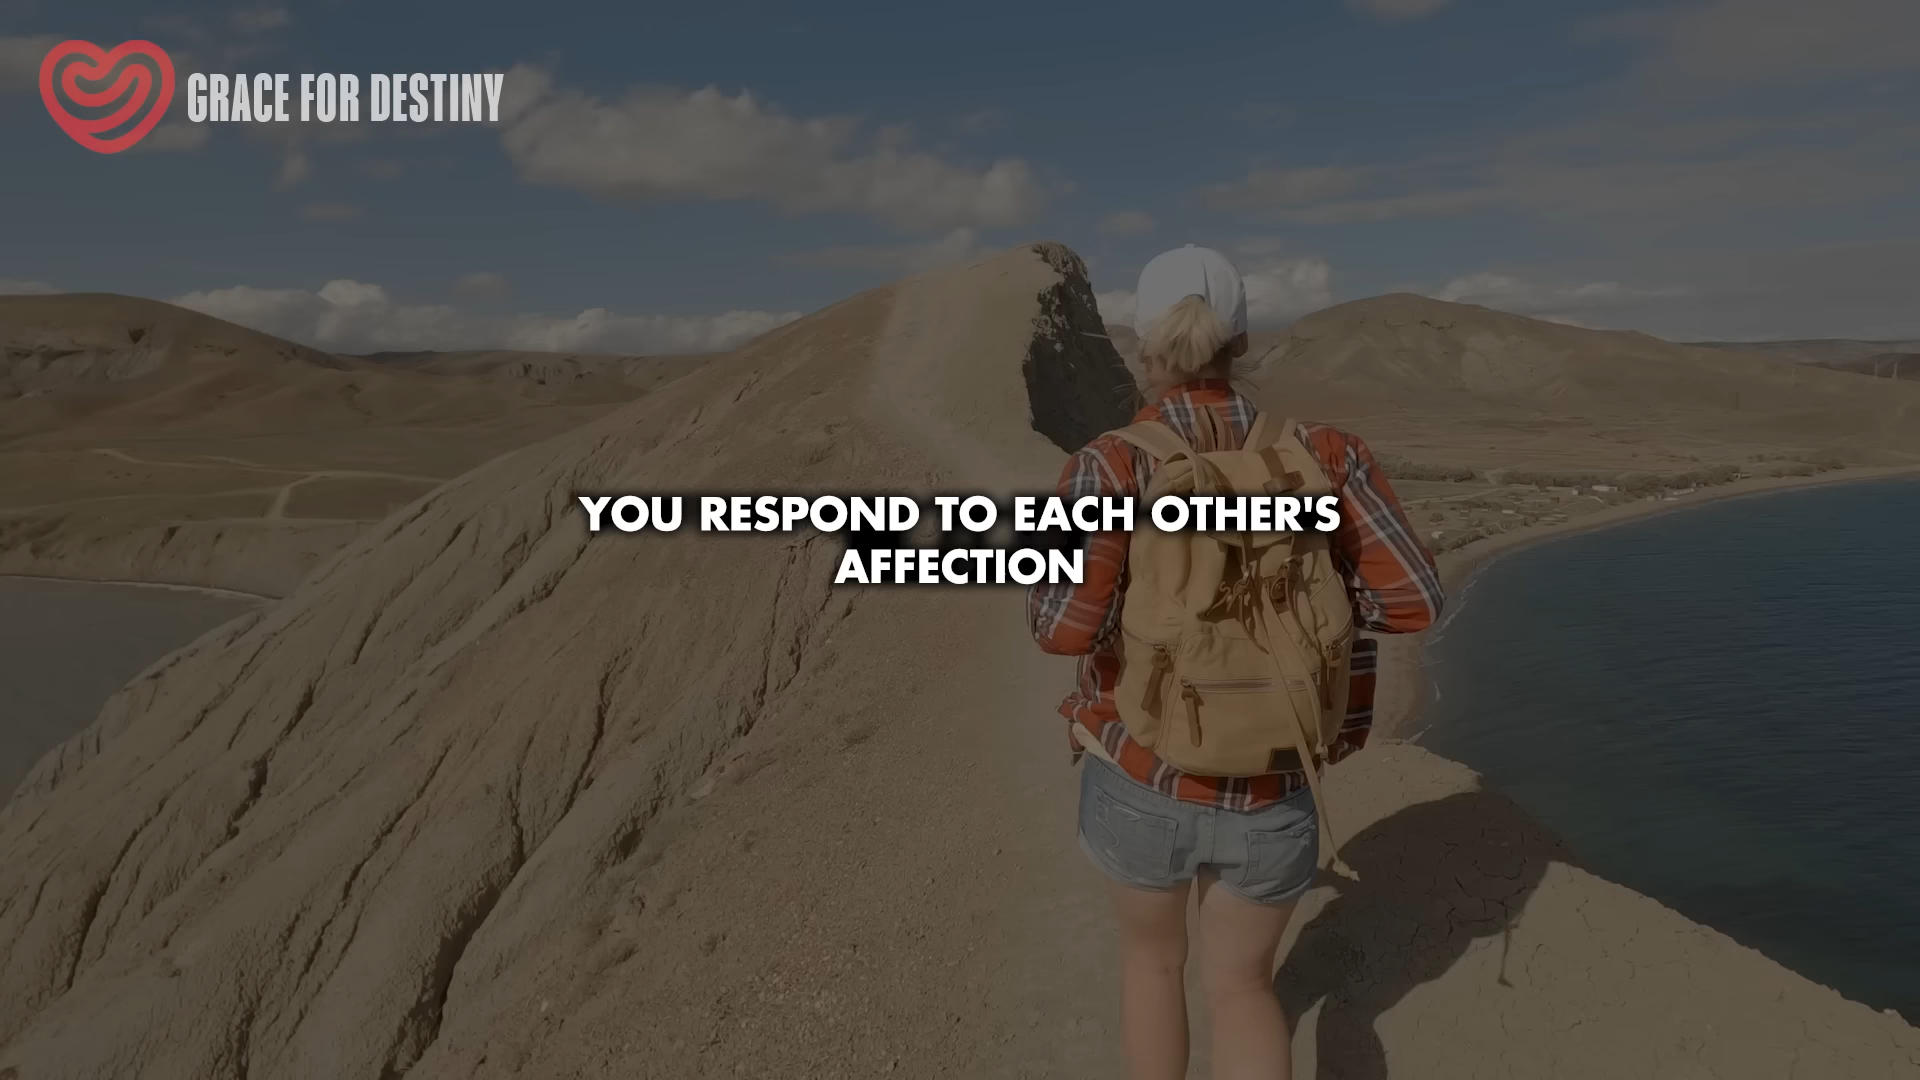 GRACE FOR DESTINY
YOU RESPOND TO EACH OTHER'S
AFFECTION